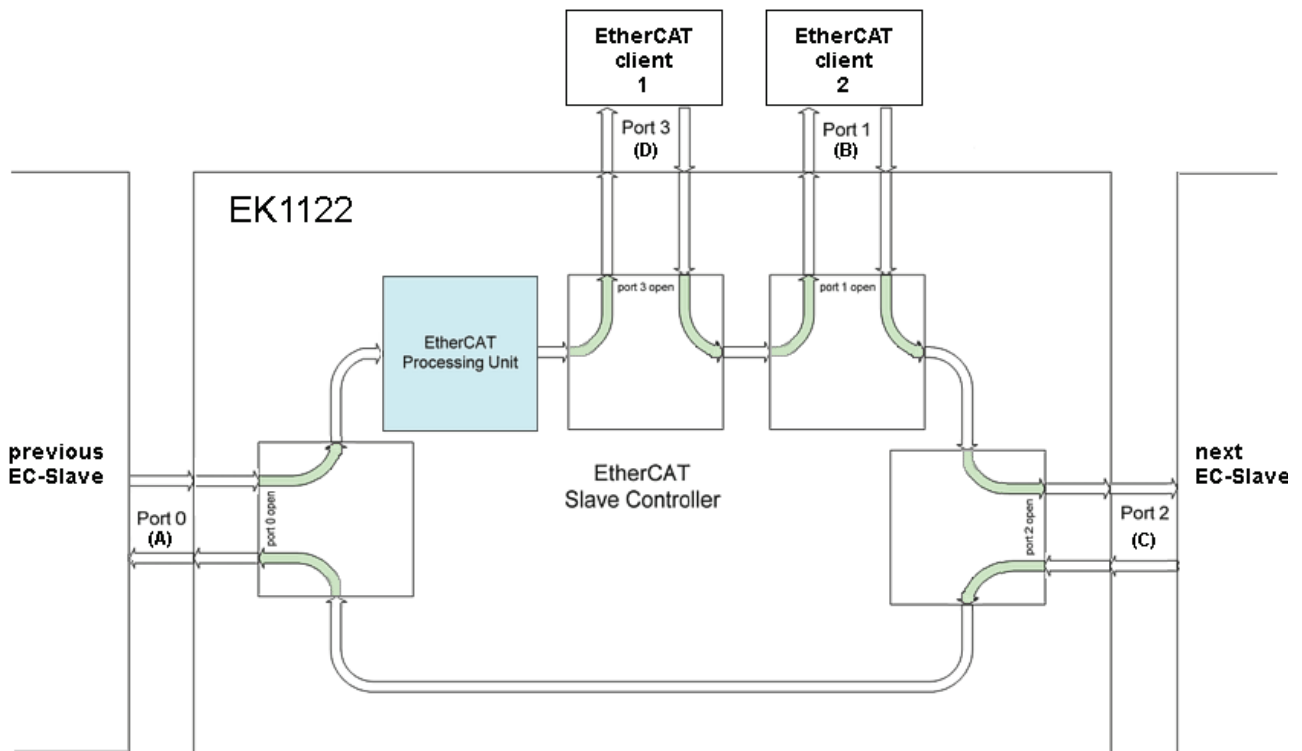 EtherCAT
client
1
EtherCAT
client
2
Port 3
(D)
Port 1
(B)
EK1122
port 3 open
port 1 open
EtherCAT
Processing Unit
previous
EC-Slave
next
EC-Slave
EtherCAT
Slave Controller
Port 0
(A)
port 0 open
port 2 open
Port 2
(C)